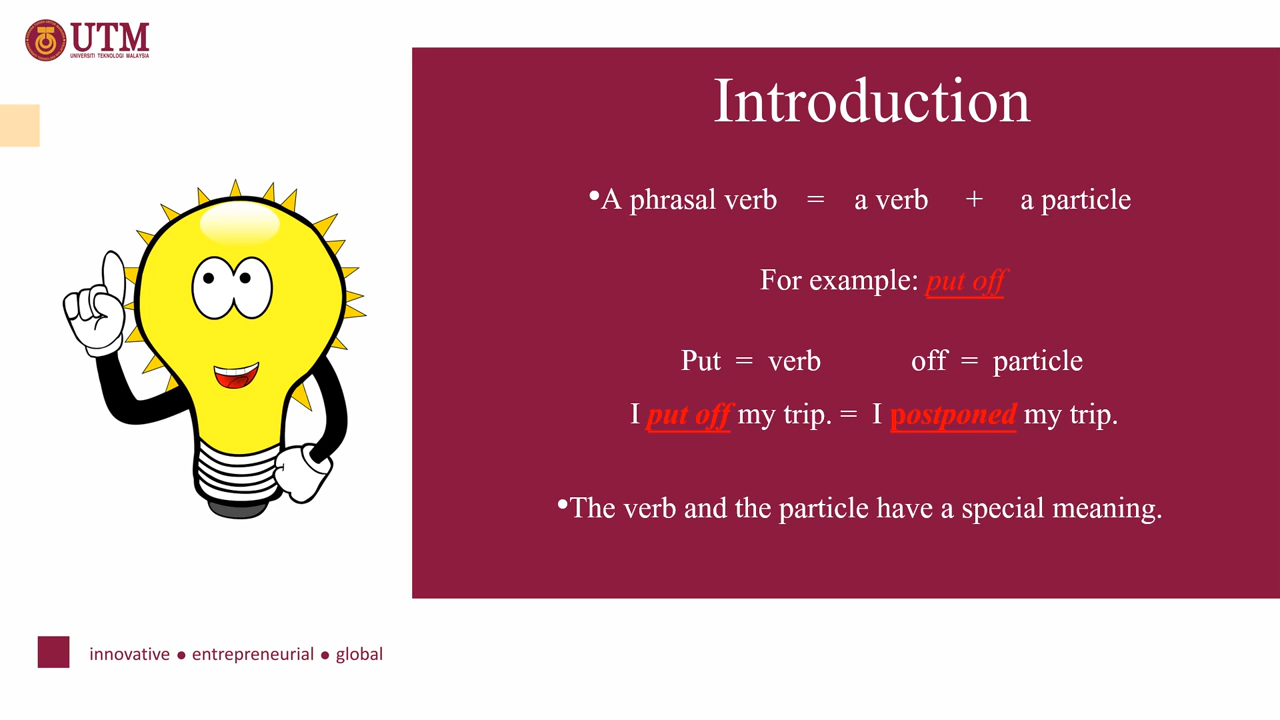 UTM
UNIVERSITI TEKNOLOGI MALAYSIA
Introduction
•A phrasal verb = a verb + a particle
For example: put off
Put = verb off = particle
I put off my trip. = I postponed my trip.
•The verb and the particle have a special meaning.
innovative ● entrepreneurial ● global